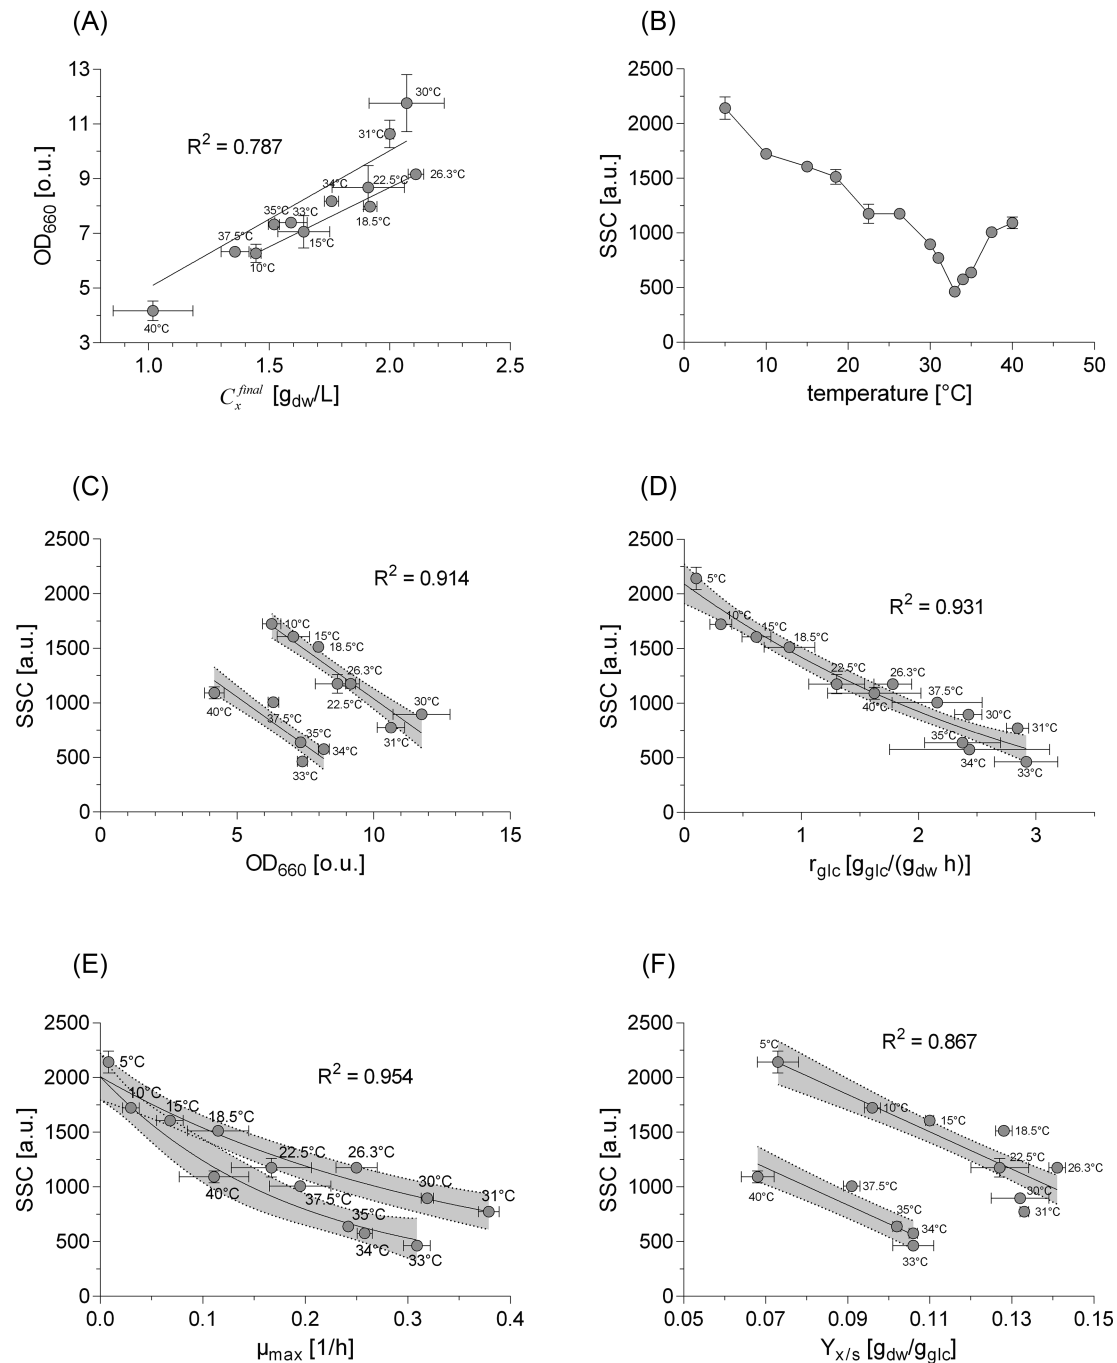 (A)
13
11
9
7
5
3
OD660 [o.u.]
R2 = 0.787
30°C
31°C
26.3°C
34°C
22.5°C
18.5°C
35°C
33°C
15°C
37.5°C
10°C
40°C
1.0
1.5
2.0
2.5
Cxfinal [gdw/L]
(B)
2500
2000
1500
1000
500
0
SSC [a.u.]
0
10
20
30
40
50
temperature [°C]
(C)
2500
2000
1500
1000
500
0
SSC [a.u.]
R2 = 0.914
10°C
15°C
18.5°C
26.3°C
22.5°C
30°C
31°C
40°C
37.5°C
35°C
34°C
33°C
0
5
10
15
OD660 [o.u.]
(D)
2500
2000
1500
1000
500
0
SSC [a.u.]
R2 = 0.931
5°C
10°C
15°C
18.5°C
22.5°C
26.3°C
40°C
37.5°C
30°C
31°C
35°C
34°C
33°C
0
1
2
3
rglc [gglc/(gdw h)]
(E)
2500
2000
1500
1000
500
0
SSC [a.u.]
R2 = 0.954
5°C
10°C
15°C
18.5°C
22.5°C
26.3°C
40°C
37.5°C
30°C
31°C
35°C
34°C
33°C
0.0
0.1
0.2
0.3
0.4
µmax [1/h]
(F)
2500
2000
1500
1000
500
0
SSC [a.u.]
R2 = 0.867
5°C
10°C
15°C
18.5°C
22.5°C
26.3°C
30°C
31°C
40°C
37.5°C
35°C
34°C
33°C
0.05
0.07
0.09
0.11
0.13
0.15
Yx/s [gdw/gglc]